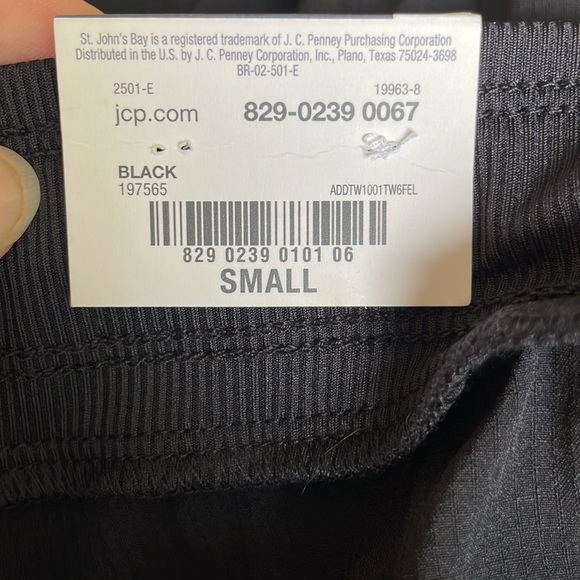 St. John's Bay is a registered trademark of J. C. Penney Purchasing Corporation
Distributed in the U.S. by J. C. Penney Corporation, Inc., Plano, Texas 75024-3698
BR-02-501-E
2501-E 19963-8
jcp.com 829-0239 0067
BLACK
197565 ADDTW1001TW6FEL
829 0239 0101 06
SMALL